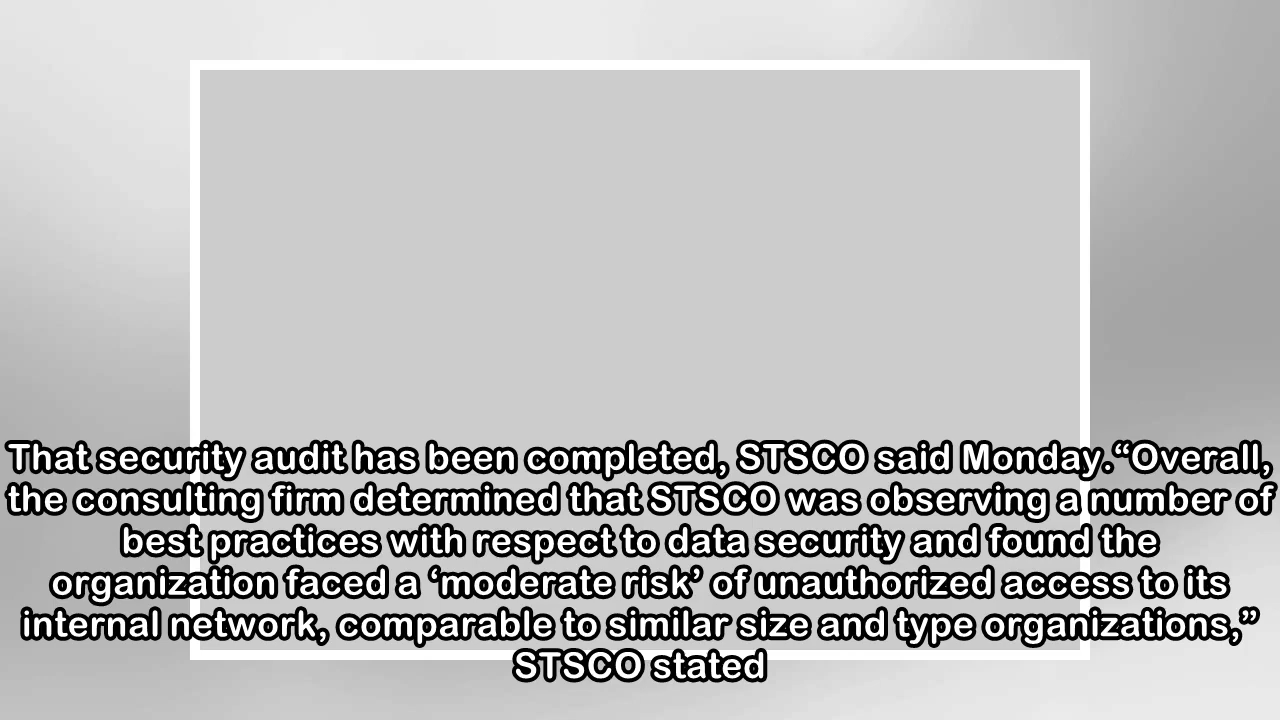 That security audit has been completed, STSCO said Monday.“Overall,
the consulting firm determined that STSCO was observing a number of
best practices with respect to data security and found the
organization faced a ‘moderate risk’ of unauthorized access to its
internal network, comparable to similar size and type organizations,”
STSCO stated